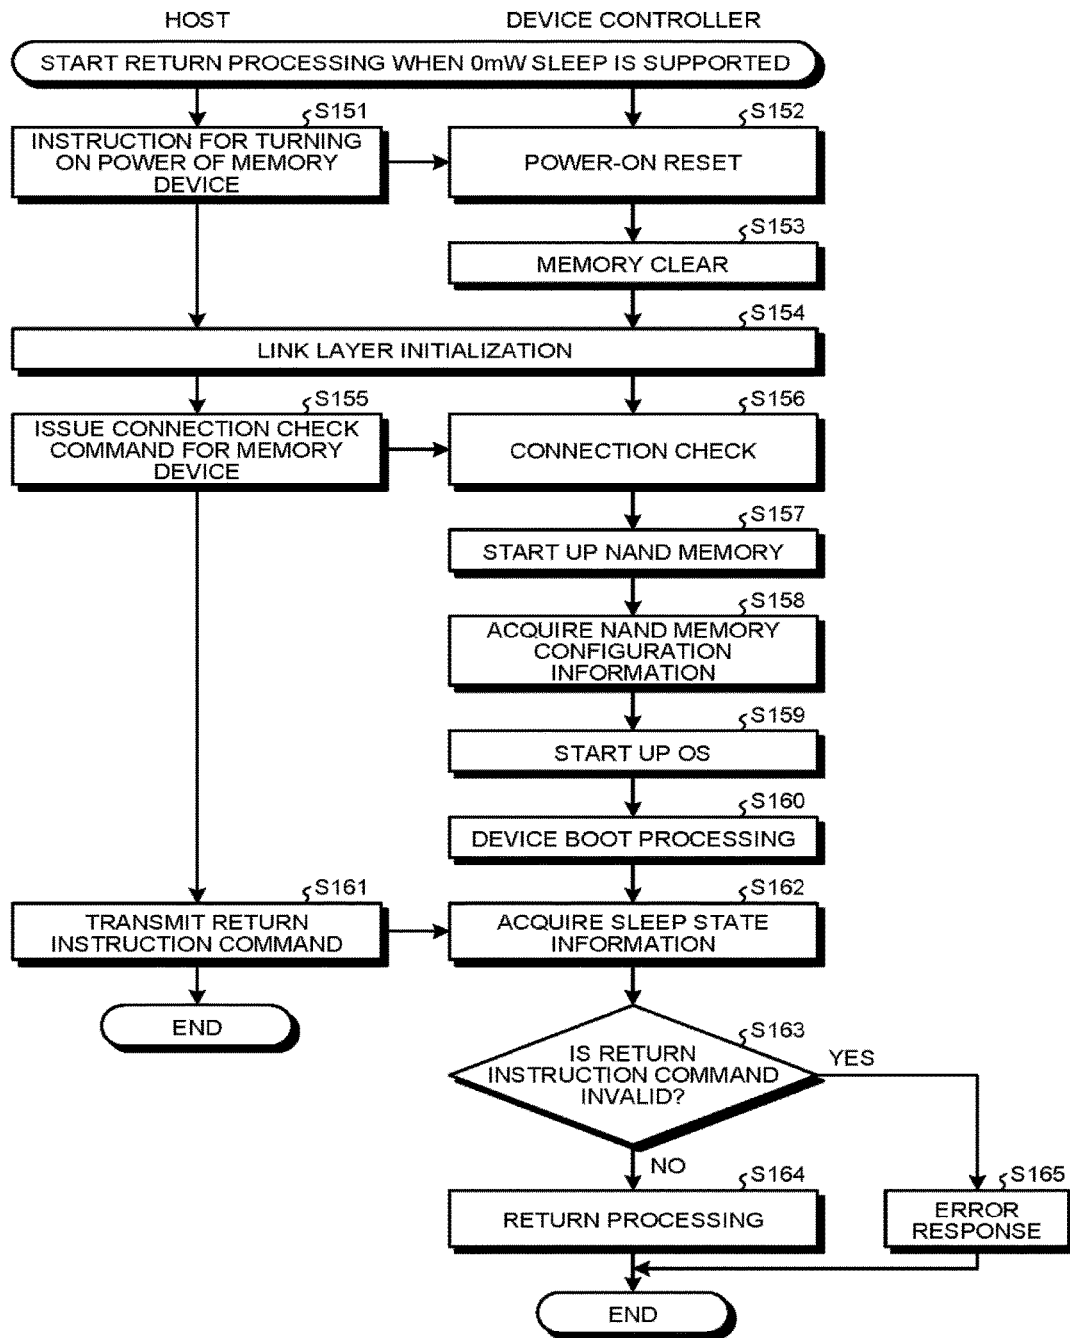 HOST
DEVICE CONTROLLER
START RETURN PROCESSING WHEN 0mW SLEEP IS SUPPORTED
S151
INSTRUCTION FOR TURNING
ON POWER OF MEMORY
DEVICE
S152
POWER-ON RESET
S153
MEMORY CLEAR
S154
LINK LAYER INITIALIZATION
S155
ISSUE CONNECTION CHECK
COMMAND FOR MEMORY
DEVICE
S156
CONNECTION CHECK
S157
START UP NAND MEMORY
S158
ACQUIRE NAND MEMORY
CONFIGURATION
INFORMATION
S159
START UP OS
S160
DEVICE BOOT PROCESSING
S161
TRANSMIT RETURN
INSTRUCTION COMMAND
S162
ACQUIRE SLEEP STATE
INFORMATION
END
S163
IS RETURN
INSTRUCTION COMMAND
INVALID?
YES
NO
S164
RETURN PROCESSING
S165
ERROR
RESPONSE
END